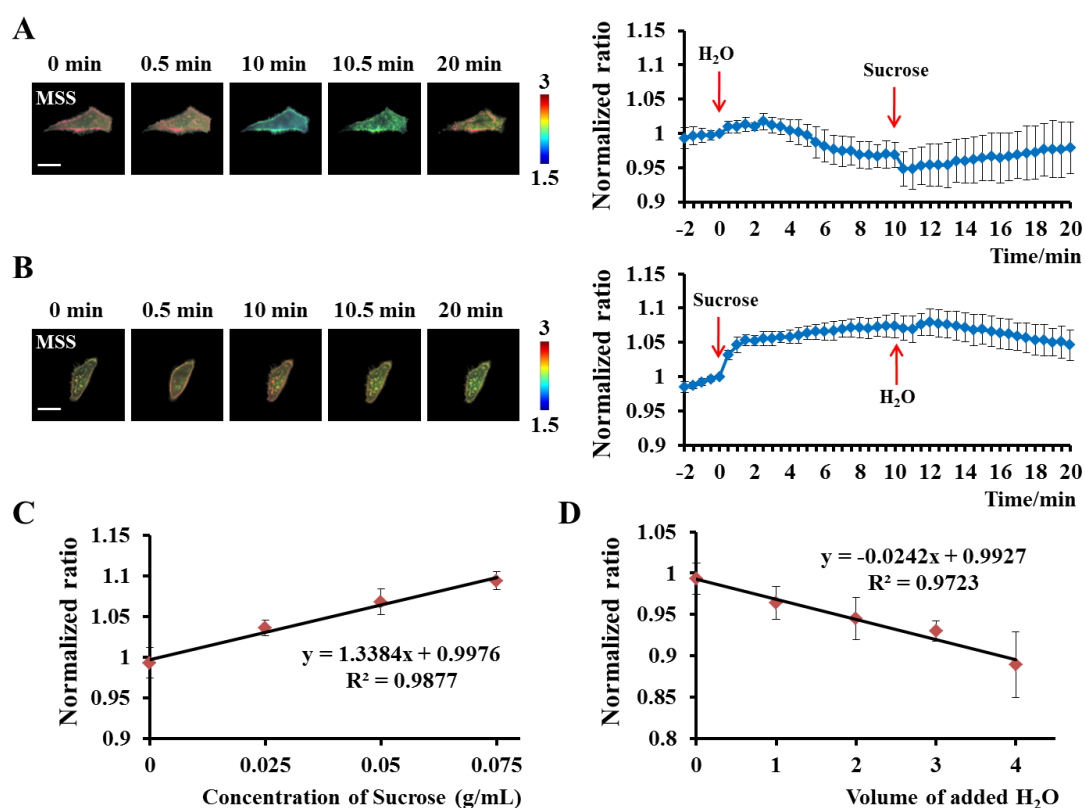 A
0 min 0.5 min 10 min 10.5 min 20 min
MSS
3
1.5
Normalized ratio
1.15
1.1
1.05
1
0.95
0.9
H₂O
Sucrose
-2 0 2 4 6 8 10 12 14 16 18 20
Time/min
B
0 min 0.5 min 10 min 10.5 min 20 min
MSS
3
1.5
Normalized ratio
1.15
1.1
1.05
1
0.95
0.9
Sucrose
H₂O
-2 0 2 4 6 8 10 12 14 16 18 20
Time/min
C
Normalized ratio
1.15
1.1
1.05
1
0.95
0.9
y = 1.3384x + 0.9976
R² = 0.9877
0 0.025 0.05 0.075
Concentration of Sucrose (g/mL)
D
Normalized ratio
1.05
1
0.95
0.9
0.85
0.8
y = -0.0242x + 0.9927
R² = 0.9723
0 1 2 3 4
Volume of added H₂O